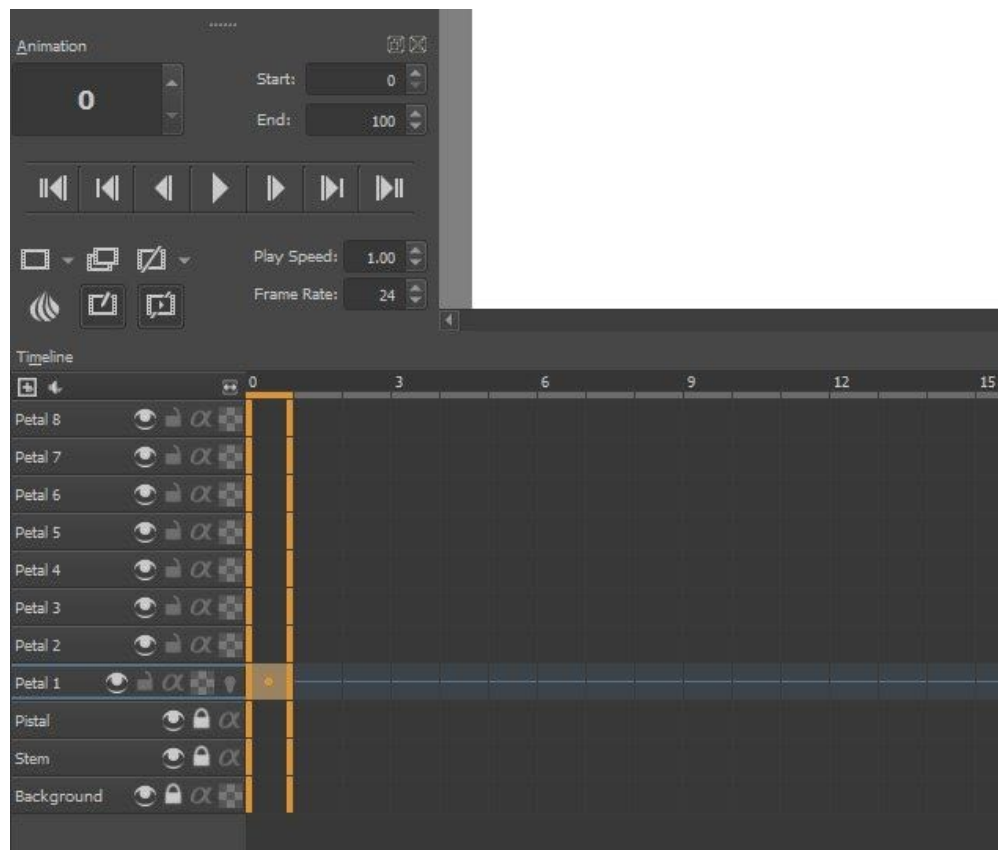 Animation
0
Start: 0
End: 100
Play Speed: 1.00
Frame Rate: 24
Timeline
0 3 6 9 12 15
Petal 8 α
Petal 7 α
Petal 6 α
Petal 5 α
Petal 4 α
Petal 3 α
Petal 2 α
Petal 1 α
Pistal α
Stem α
Background α